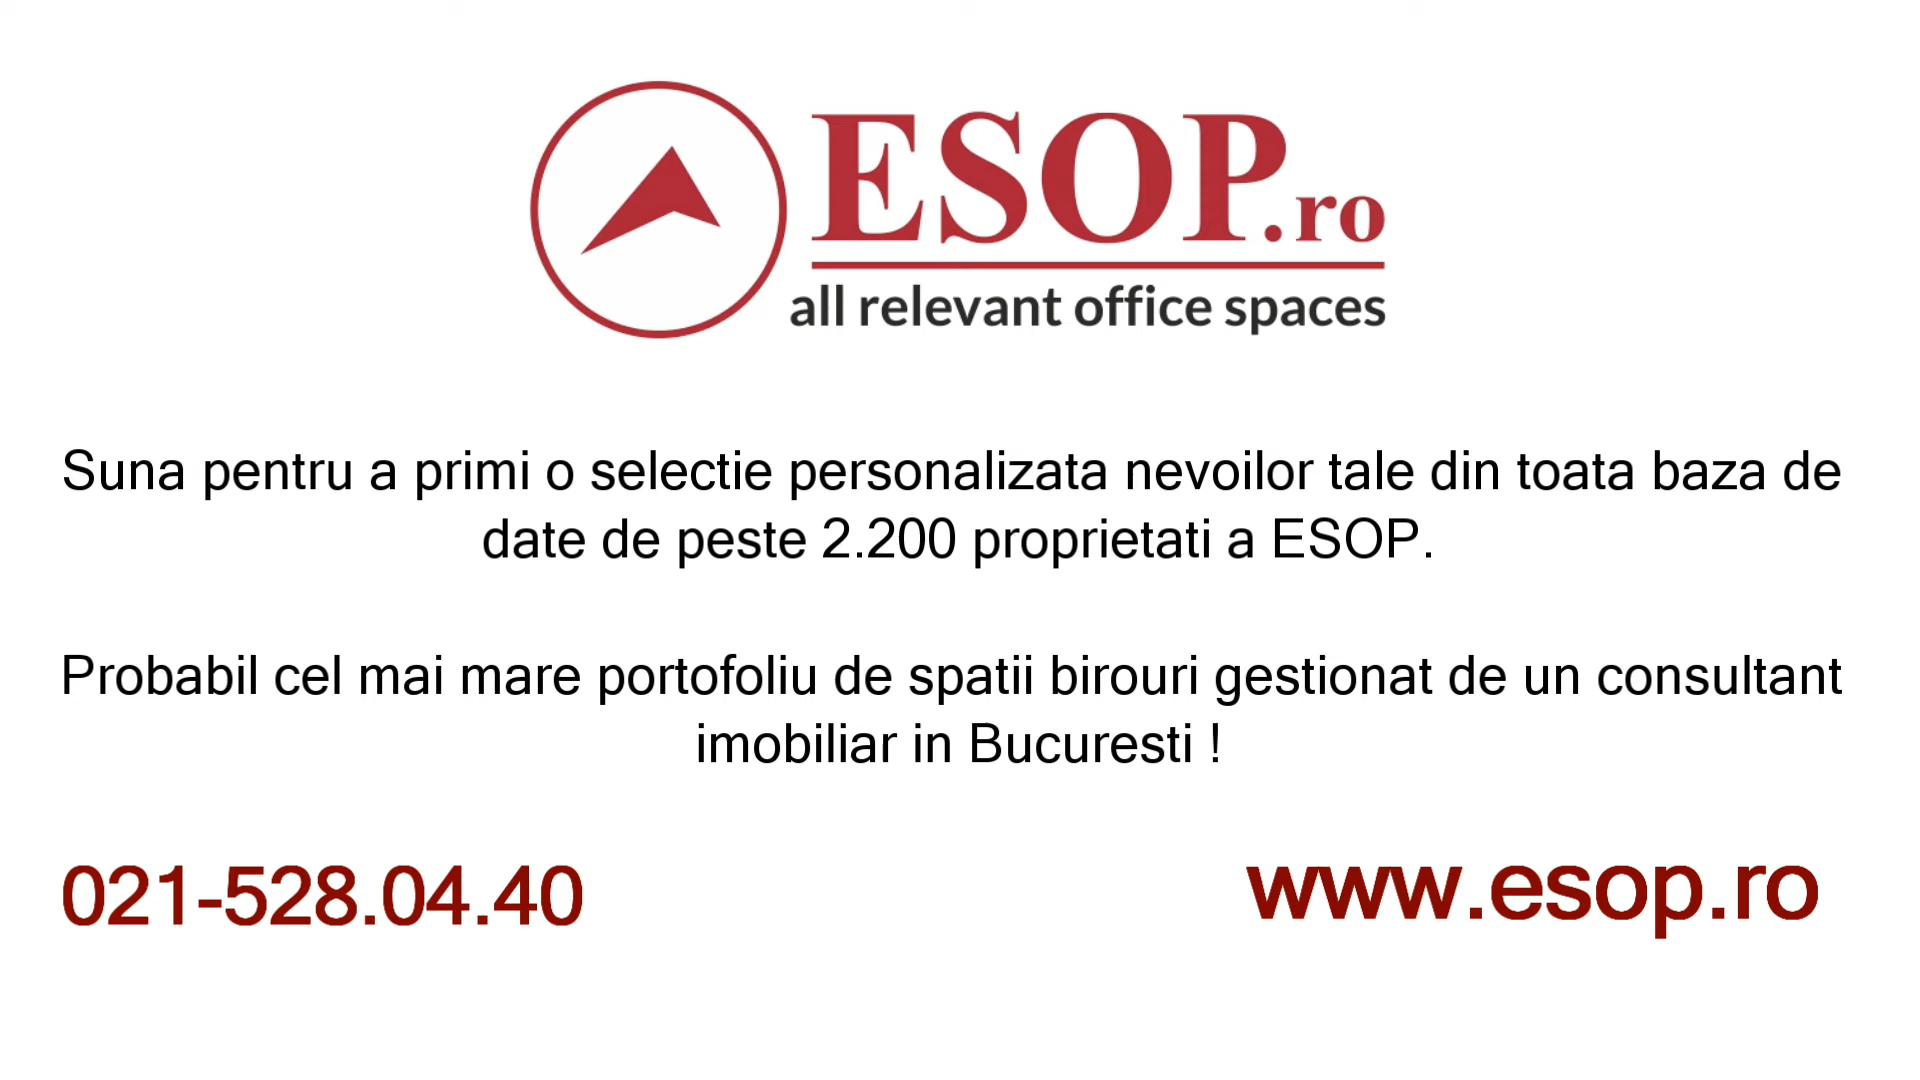 ESOP.ro
all relevant office spaces
Suna pentru a primi o selectie personalizata nevoilor tale din toata baza de
date de peste 2.200 proprietati a ESOP.
Probabil cel mai mare portofoliu de spatii birouri gestionat de un consultant
imobiliar in Bucuresti !
021-528.04.40
www.esop.ro